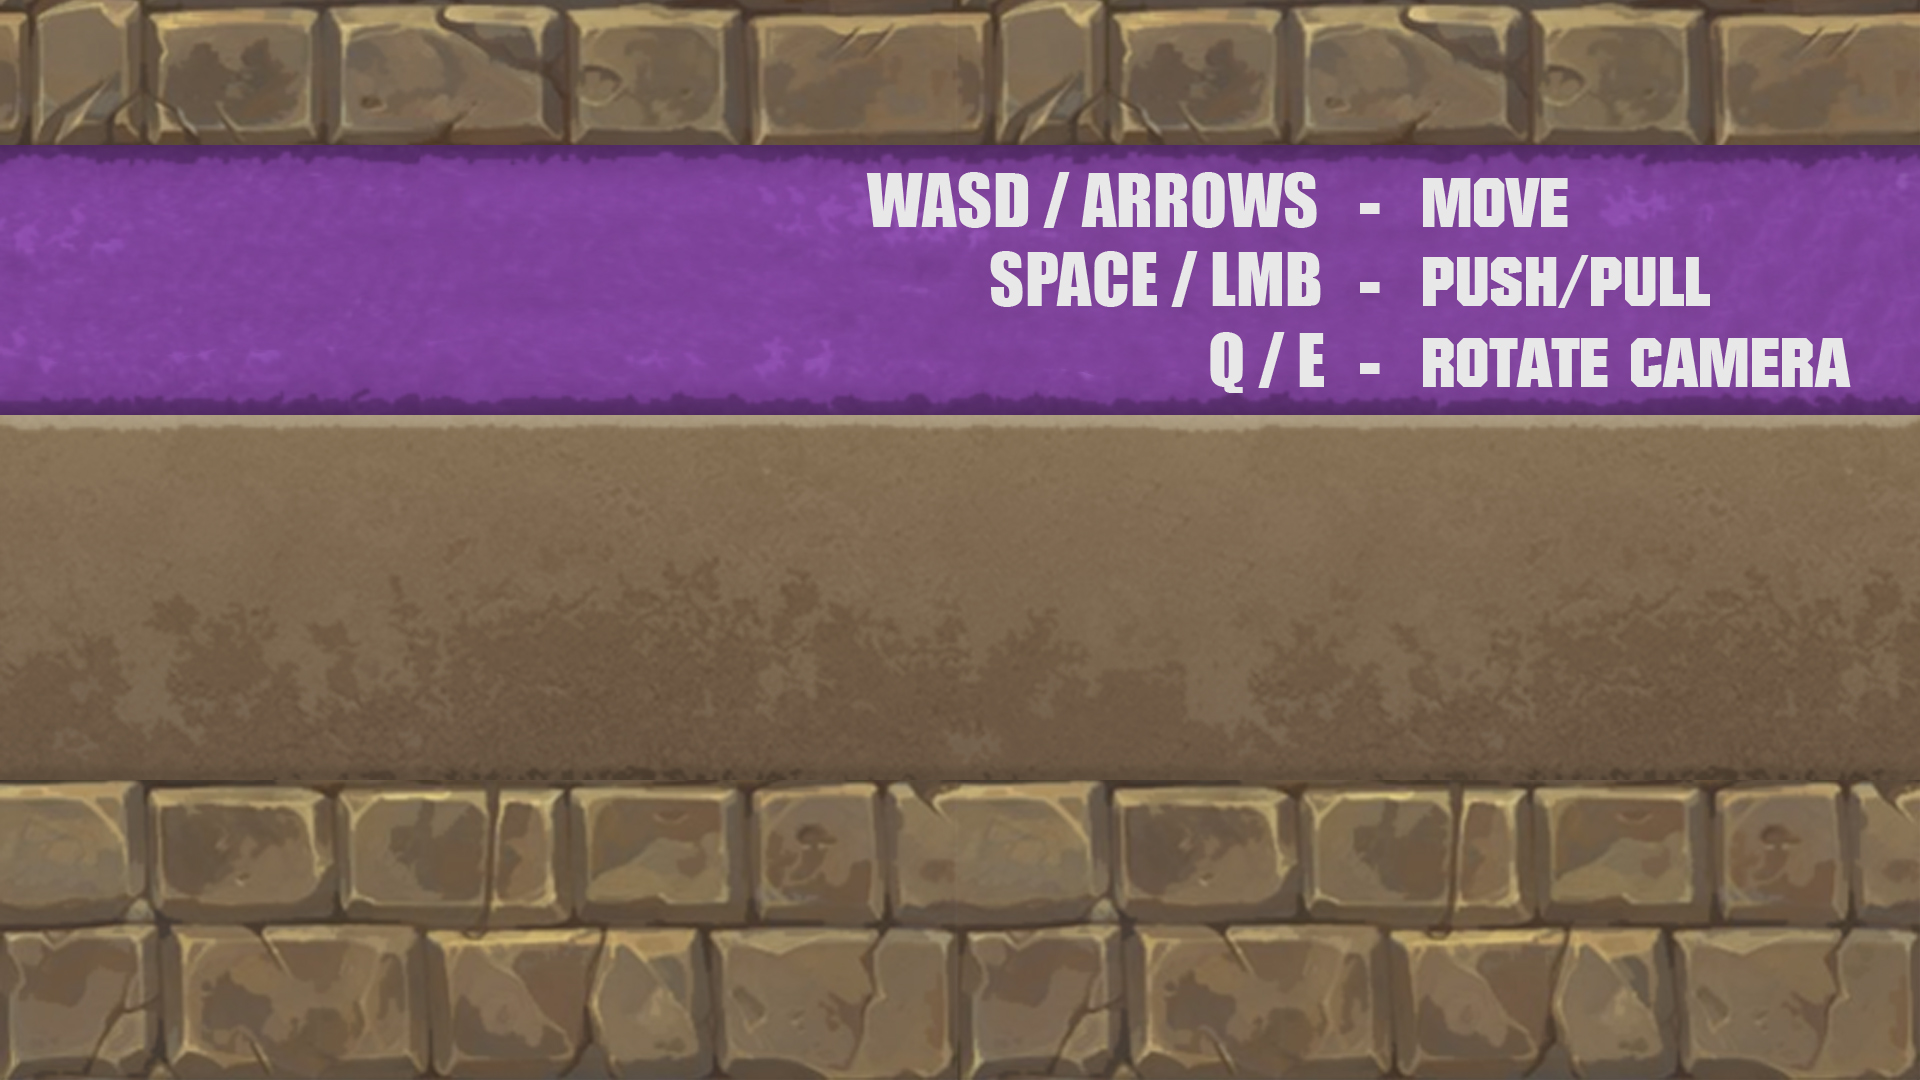 WASD / ARROWS - MOVE
SPACE / LMB - PUSH/PULL
Q / E - ROTATE CAMERA